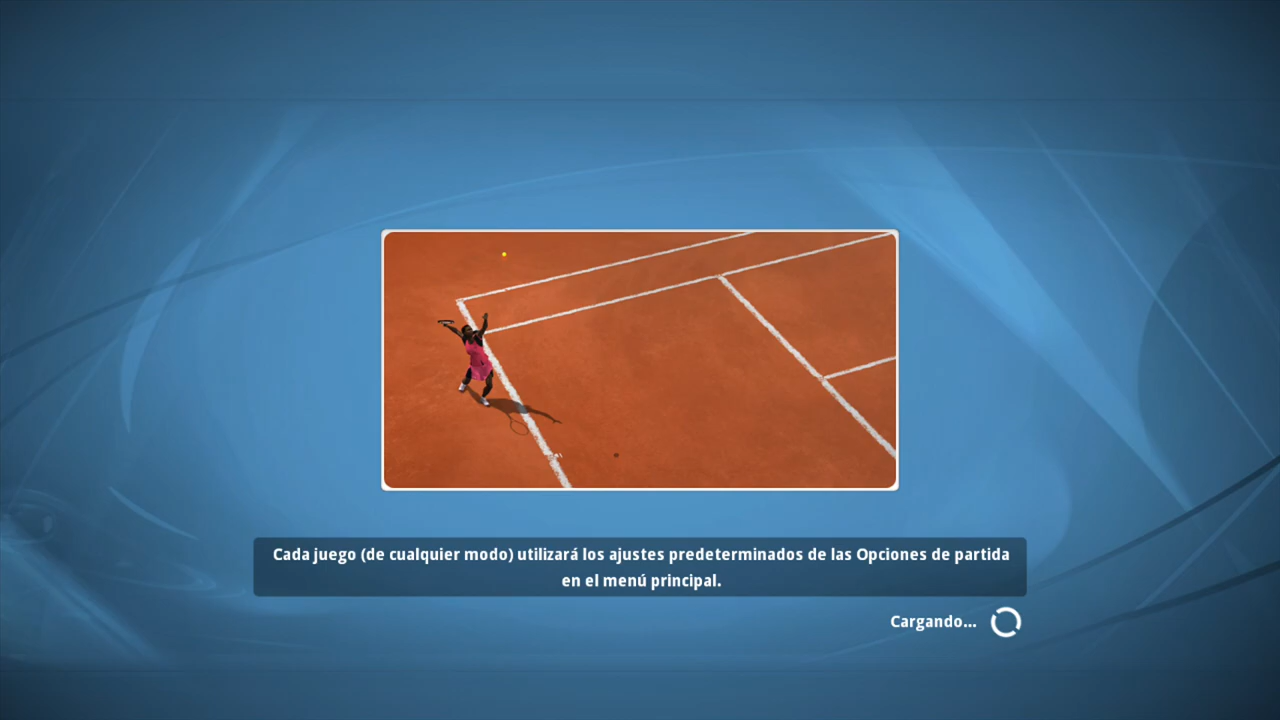 Cada juego (de cualquier modo) utilizará los ajustes predeterminados de las Opciones de partida
en el menú principal.
Cargando...